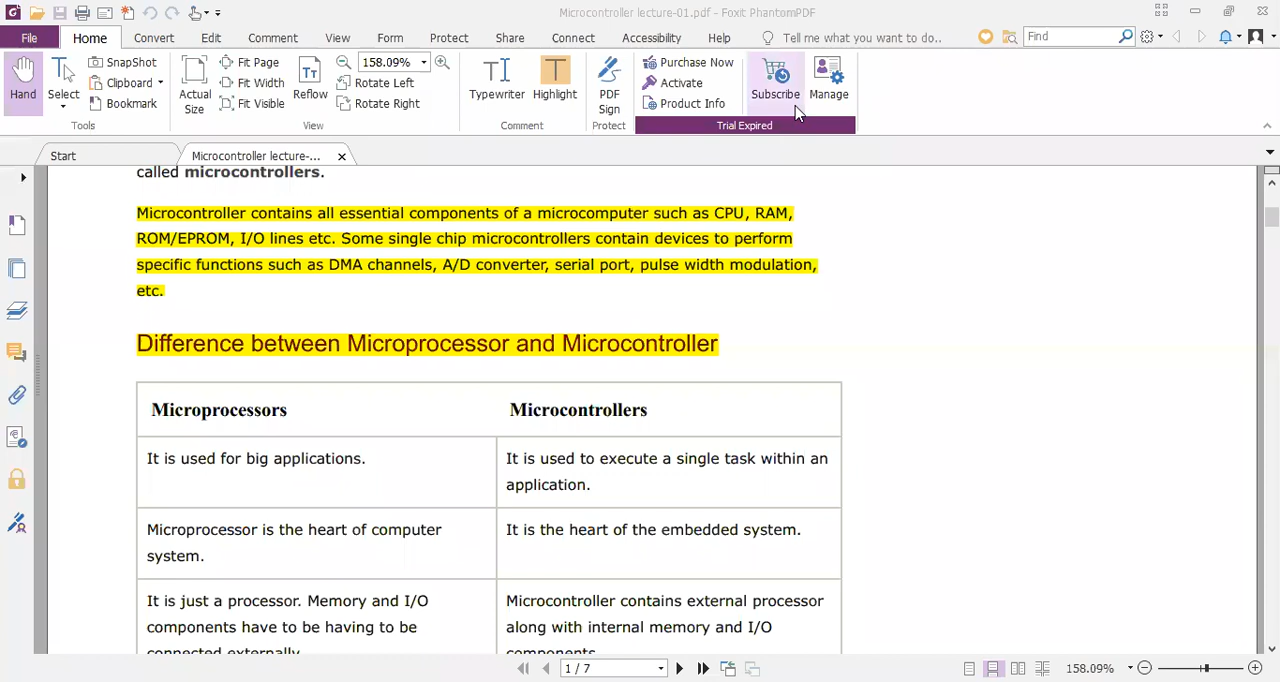 Microcontroller lecture-01.pdf - Foxit PhantomPDF
File Home Convert Edit Comment View Form Protect Share Connect Accessibility Help Tell me what you want to do.. Find
Hand
Select
SnapShot
Clipboard
Bookmark
Tools
Actual
Size
Fit Page
Fit Width
Fit Visible
Reflow
158.09%
Rotate Left
Rotate Right
View
Typewriter
Highlight
Comment
PDF
Sign
Protect
Purchase Now
Activate
Product Info
Subscribe
Manage
Trial Expired
Start Microcontroller lecture-...
called microcontrollers.
Microcontroller contains all essential components of a microcomputer such as CPU, RAM,
ROM/EPROM, I/O lines etc. Some single chip microcontrollers contain devices to perform
specific functions such as DMA channels, A/D converter, serial port, pulse width modulation,
etc.
Difference between Microprocessor and Microcontroller
Microprocessors
Microcontrollers
It is used for big applications.
It is used to execute a single task within an
application.
Microprocessor is the heart of computer
system.
It is the heart of the embedded system.
It is just a processor. Memory and I/O
components have to be having to be
connected externally
Microcontroller contains external processor
along with internal memory and I/O
components
1 / 7
158.09%